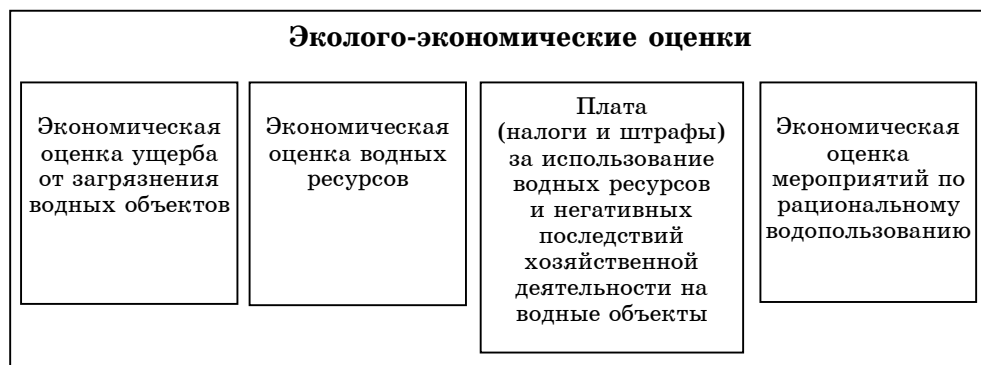 Эколого-экономические оценки
Экономическая
оценка ущерба
от загрязнения
водных объектов
Экономическая
оценка водных
ресурсов
Плата
(налоги и штрафы)
за использование
водных ресурсов
и негативных
последствий
хозяйственной
деятельности на
водные объекты
Экономическая
оценка
мероприятий по
рациональному
водопользованию